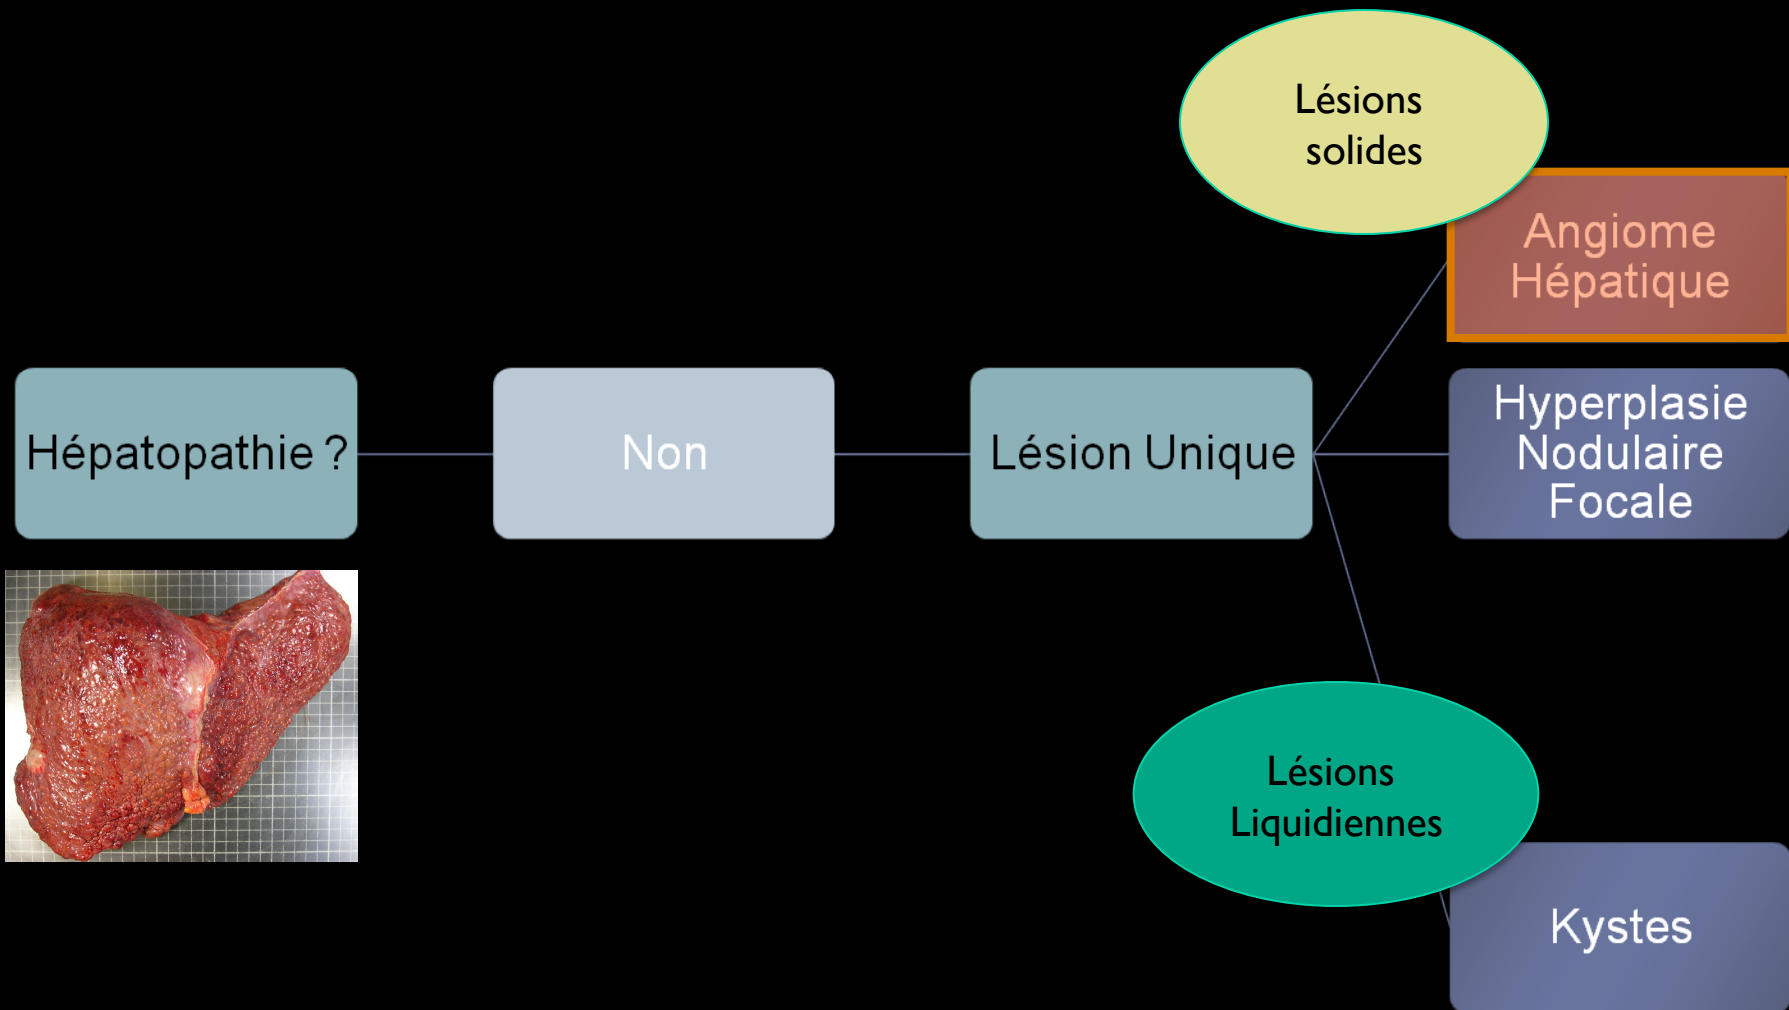 Lésions
solides
Angiome
Hépatique
Hépatopathie ?
Non
Lésion Unique
Hyperplasie
Nodulaire
Focale
Lésions
Liquidiennes
Kystes